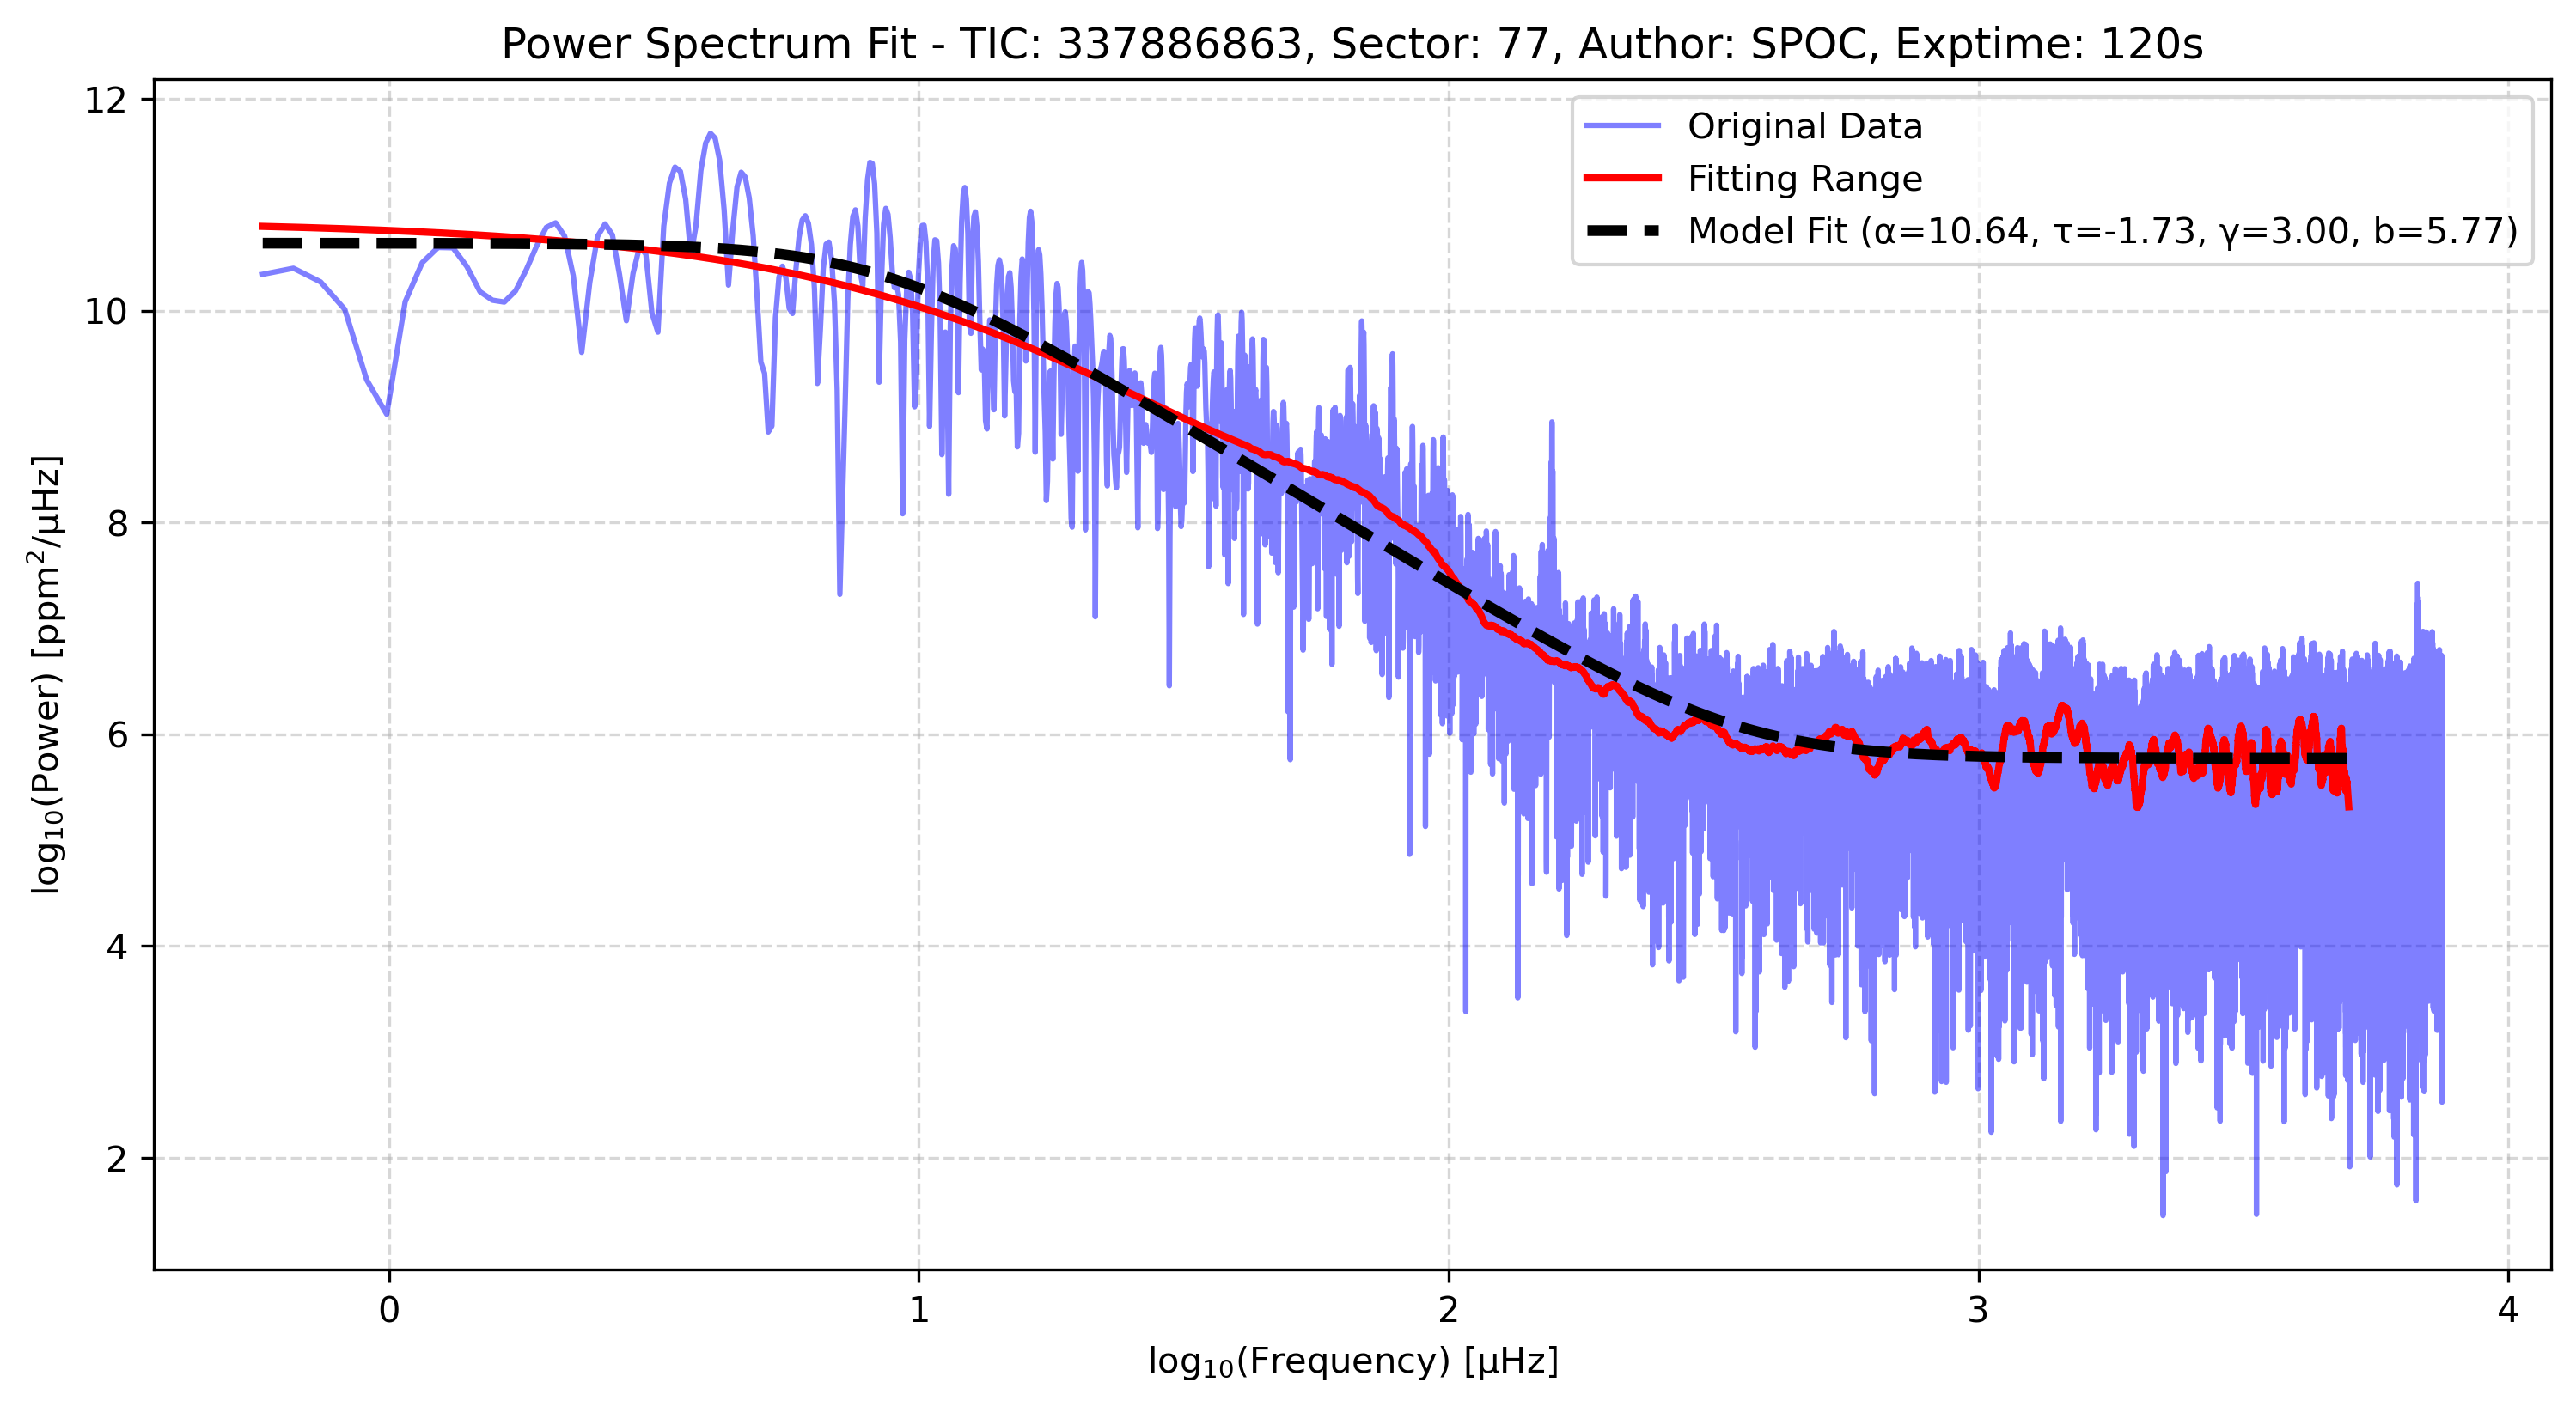 Power Spectrum Fit - TIC: 337886863, Sector: 77, Author: SPOC, Exptime: 120s
12
10
8
6
4
2
log₁₀(Power) [ppm²/μHz]
Original Data
Fitting Range
Model Fit (α=10.64, τ=-1.73, γ=3.00, b=5.77)
0 1 2 3 4
log₁₀(Frequency) [μHz]